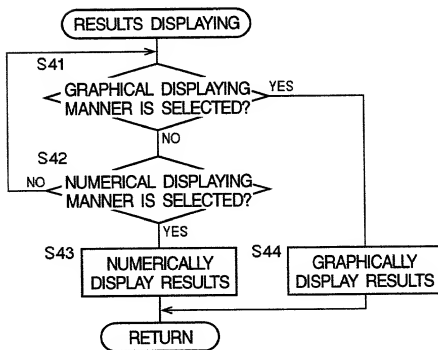 RESULTS DISPLAYING
S41
GRAPHICAL DISPLAYING
MANNER IS SELECTED?
YES
NO
S42
NO
NUMERICAL DISPLAYING
MANNER IS SELECTED?
YES
S43
NUMERICALLY
DISPLAY RESULTS
S44
GRAPHICALLY
DISPLAY RESULTS
RETURN